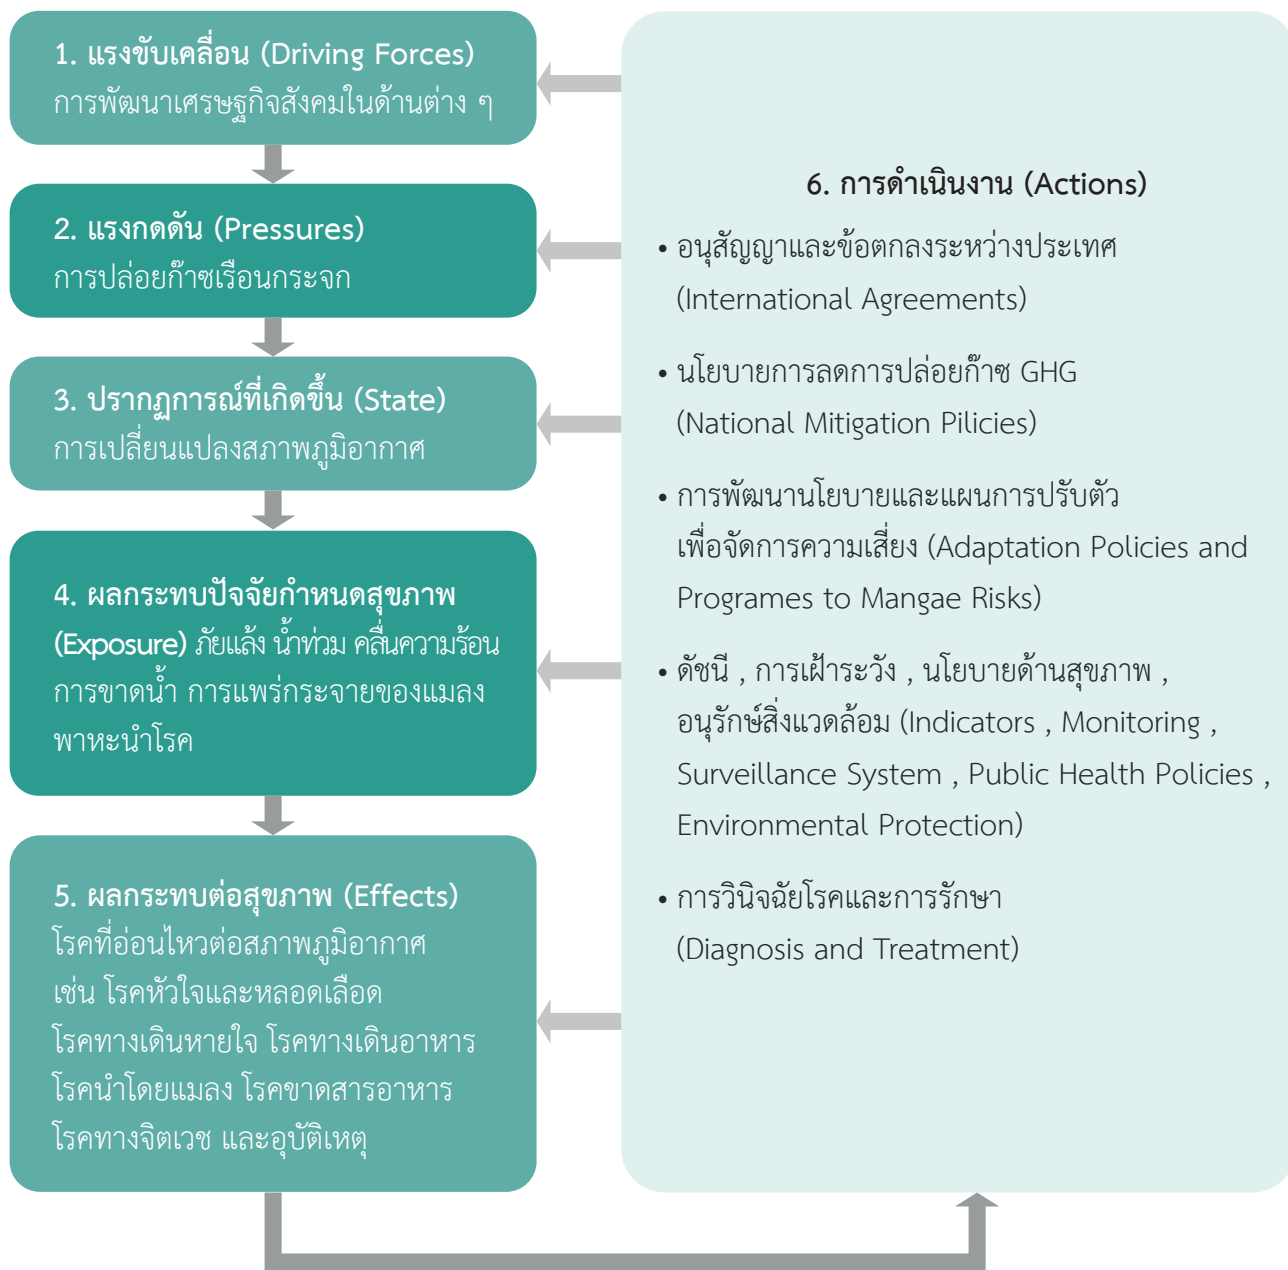 1. แรงขับเคลื่อน (Driving Forces)
การพัฒนาเศรษฐกิจสังคมในด้านต่าง ๆ
2. แรงกดดัน (Pressures)
การปล่อยก๊าซเรือนกระจก
3. ปรากฏการณ์ที่เกิดขึ้น (State)
การเปลี่ยนแปลงสภาพภูมิอากาศ
4. ผลกระทบปัจจัยกำหนดสุขภาพ
(Exposure) ภัยแล้ง น้ำท่วม คลื่นความร้อน
การขาดน้ำ การแพร่กระจายของแมลง
พาหะนำโรค
5. ผลกระทบต่อสุขภาพ (Effects)
โรคที่อ่อนไหวต่อสภาพภูมิอากาศ
เช่น โรคหัวใจและหลอดเลือด
โรคทางเดินหายใจ โรคทางเดินอาหาร
โรคนำโดยแมลง โรคขาดสารอาหาร
โรคทางจิตเวช และอุบัติเหตุ
6. การดำเนินงาน (Actions)
• อนุสัญญาและข้อตกลงระหว่างประเทศ
(International Agreements)
• นโยบายการลดการปล่อยก๊าซ GHG
(National Mitigation Pilicies)
• การพัฒนานโยบายและแผนการปรับตัว
เพื่อจัดการความเสี่ยง (Adaptation Policies and
Programes to Mangae Risks)
• ดัชนี , การเฝ้าระวัง , นโยบายด้านสุขภาพ ,
อนุรักษ์สิ่งแวดล้อม (Indicators , Monitoring ,
Surveillance System , Public Health Policies ,
Environmental Protection)
• การวินิจฉัยโรคและการรักษา
(Diagnosis and Treatment)